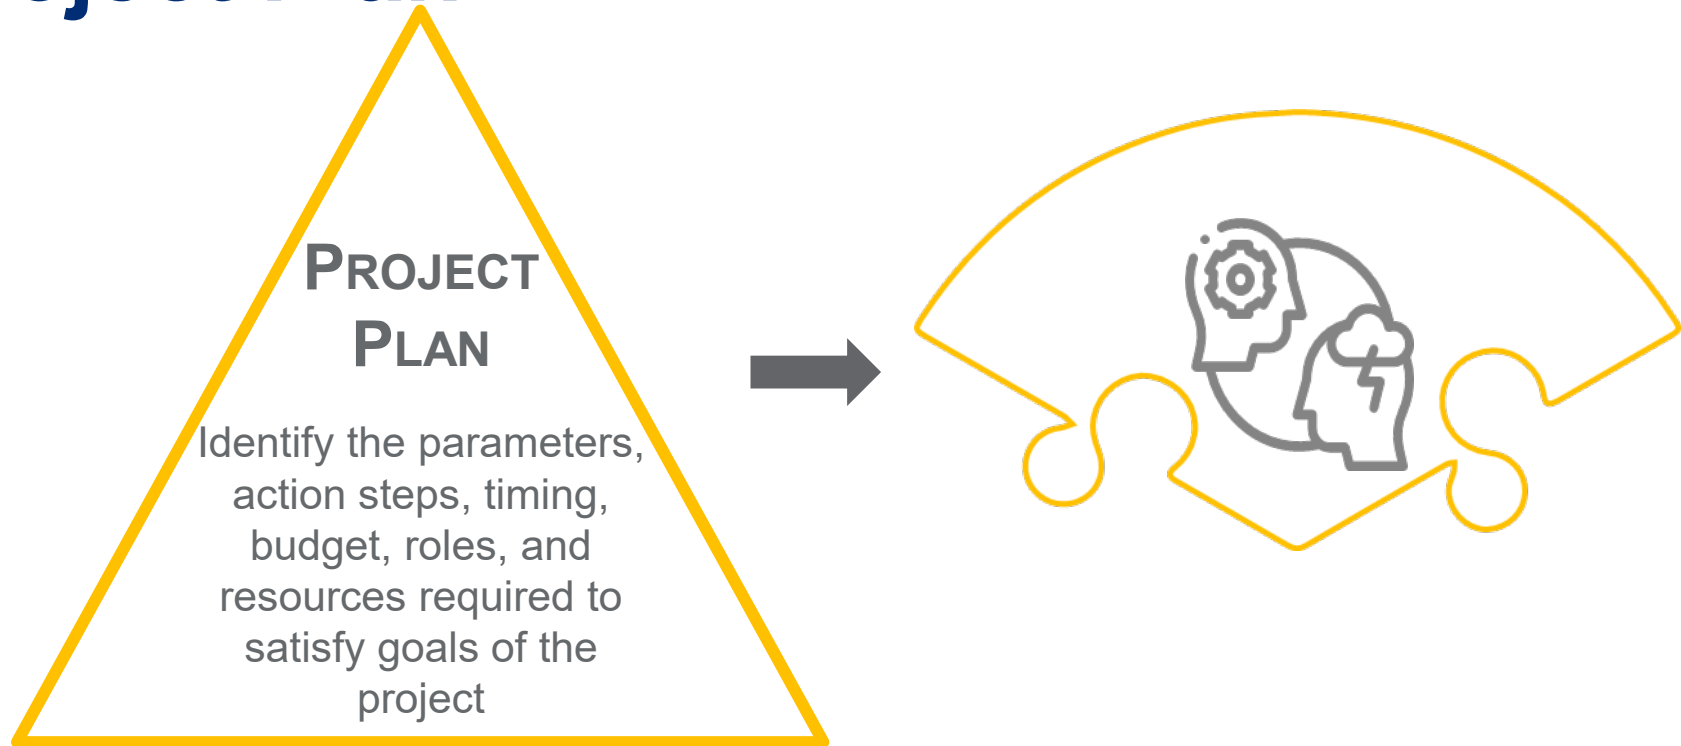 PROJECT
PLAN
Identify the parameters,
action steps, timing,
budget, roles, and
resources required to
satisfy goals of the
project